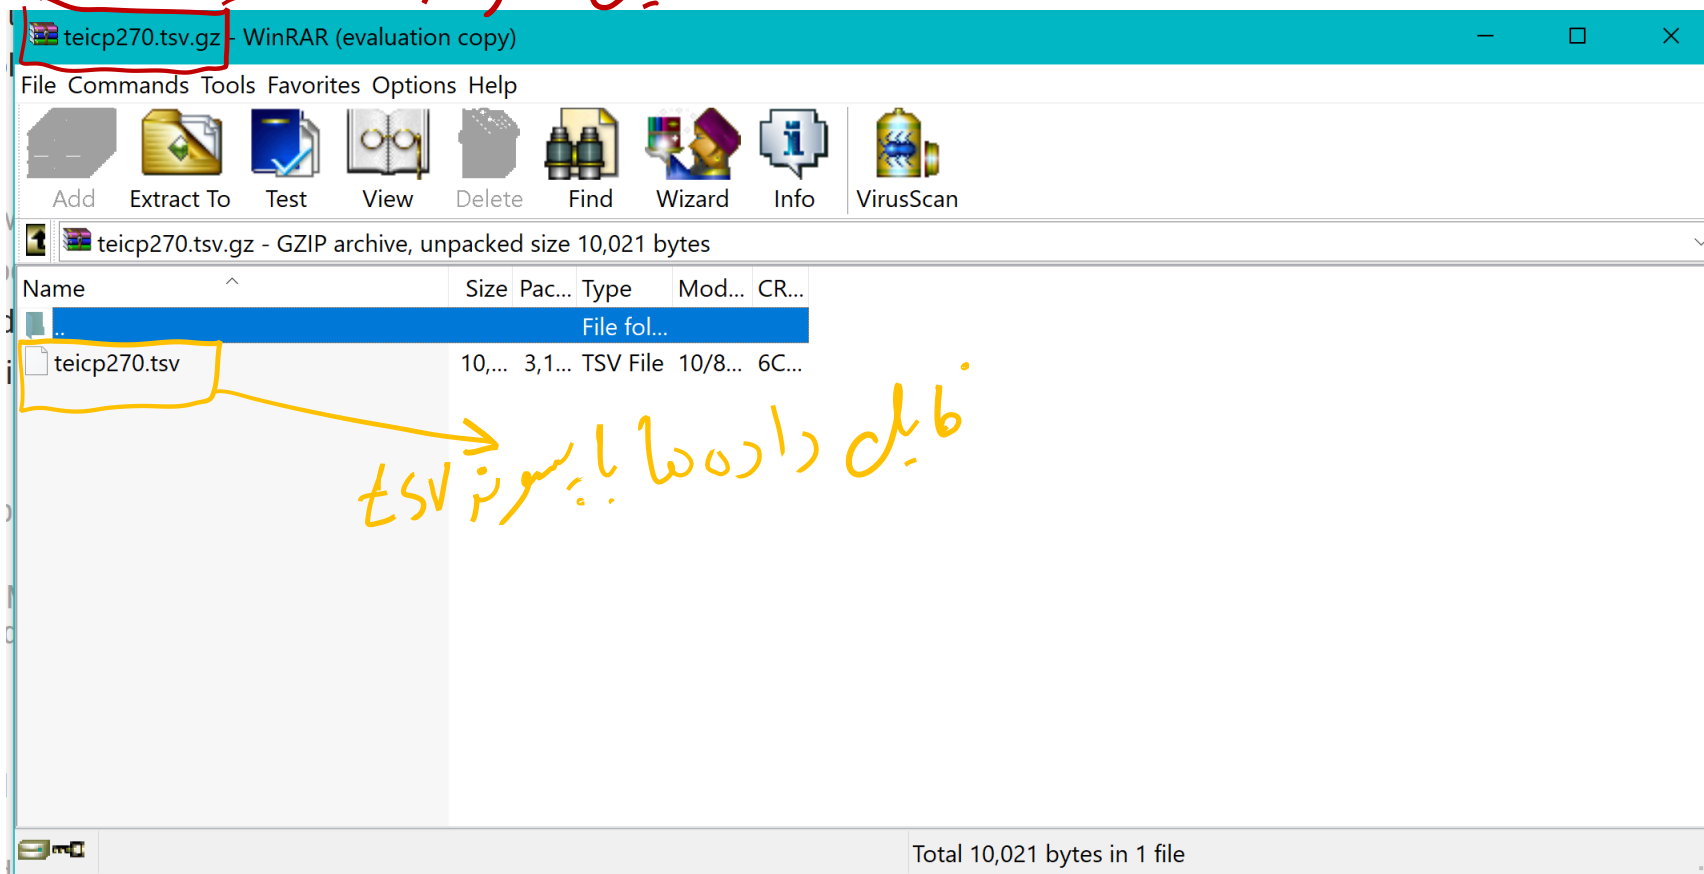 teicp270.tsv.gz - WinRAR (evaluation copy)
File Commands Tools Favorites Options Help
Add Extract To Test View Delete Find Wizard Info VirusScan
teicp270.tsv.gz - GZIP archive, unpacked size 10,021 bytes
Name Size Pac... Type Mod... CR...
.. File fol...
teicp270.tsv 10,... 3,1... TSV File 10/8... 6C...
فایل داده‌ها با پسوند tsv
Total 10,021 bytes in 1 file